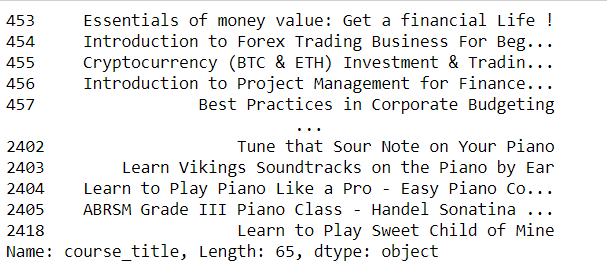 453 Essentials of money value: Get a financial Life !
454 Introduction to Forex Trading Business For Beg...
455 Cryptocurrency (BTC & ETH) Investment & Tradin...
456 Introduction to Project Management for Finance...
457 Best Practices in Corporate Budgeting
...
2402 Tune that Sour Note on Your Piano
2403 Learn Vikings Soundtracks on the Piano by Ear
2404 Learn to Play Piano Like a Pro - Easy Piano Co...
2405 ABRSM Grade III Piano Class - Handel Sonatina ...
2418 Learn to Play Sweet Child of Mine
Name: course_title, Length: 65, dtype: object